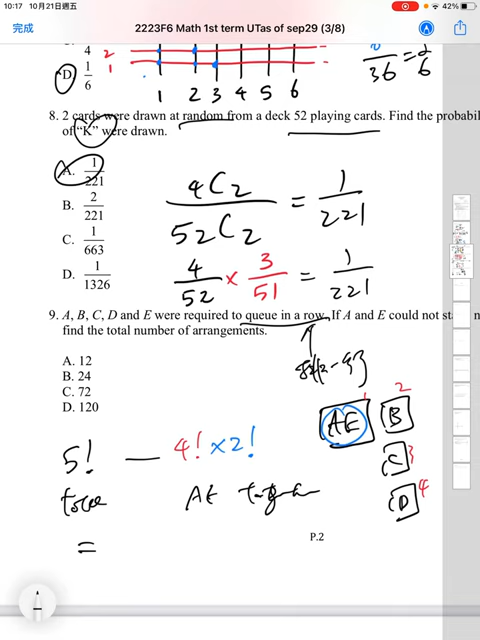 10:17 10月21日週五
42%
完成
2223F6 Math 1st term UTas of sep29 (3/8)
4
D. 1/6
2
1
1 2 3 4 5 6
/36 = 2/6
8. 2 cards were drawn at random from a deck 52 playing cards. Find the probabil
of "K" were drawn.
A. 1/221
B. 2/221
C. 1/663
D. 1/1326
4C2/52C2 = 1/221
4/52 × 3/51 = 1/221
9. A, B, C, D and E were required to queue in a row. If A and E could not sta
find the total number of arrangements.
A. 12
B. 24
C. 72
D. 120
AE 1
B 2
C 3
D 4
5! — 4! × 2!
AE
=
P.2